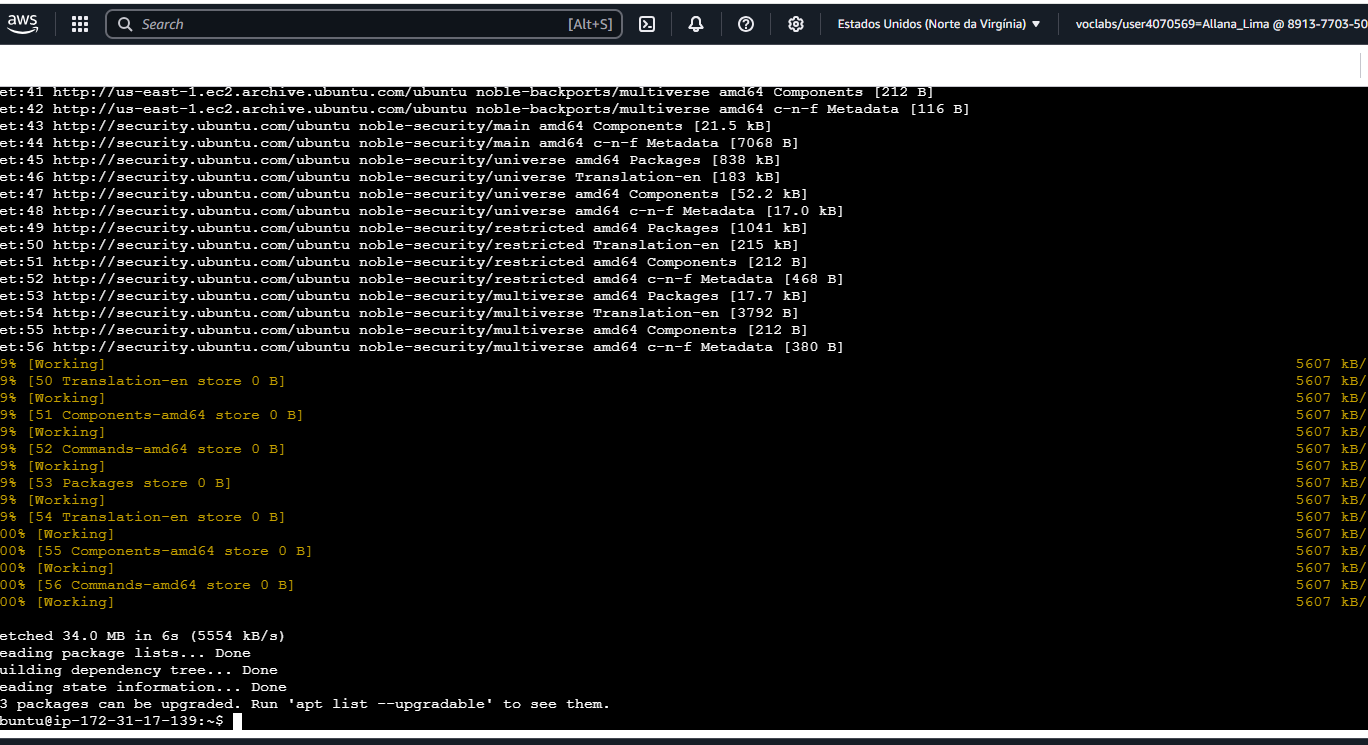 aws
Search [Alt+S] Estados Unidos (Norte da Virgínia) voclabs/user4070569=Allana_Lima @ 8913-7703-50
et:41 http://us-east-1.ec2.archive.ubuntu.com/ubuntu noble-backports/multiverse amd64 Components [212 B]
et:42 http://us-east-1.ec2.archive.ubuntu.com/ubuntu noble-backports/multiverse amd64 c-n-f Metadata [116 B]
et:43 http://security.ubuntu.com/ubuntu noble-security/main amd64 Components [21.5 kB]
et:44 http://security.ubuntu.com/ubuntu noble-security/main amd64 c-n-f Metadata [7068 B]
et:45 http://security.ubuntu.com/ubuntu noble-security/universe amd64 Packages [838 kB]
et:46 http://security.ubuntu.com/ubuntu noble-security/universe Translation-en [183 kB]
et:47 http://security.ubuntu.com/ubuntu noble-security/universe amd64 Components [52.2 kB]
et:48 http://security.ubuntu.com/ubuntu noble-security/universe amd64 c-n-f Metadata [17.0 kB]
et:49 http://security.ubuntu.com/ubuntu noble-security/restricted amd64 Packages [1041 kB]
et:50 http://security.ubuntu.com/ubuntu noble-security/restricted Translation-en [215 kB]
et:51 http://security.ubuntu.com/ubuntu noble-security/restricted amd64 Components [212 B]
et:52 http://security.ubuntu.com/ubuntu noble-security/restricted amd64 c-n-f Metadata [468 B]
et:53 http://security.ubuntu.com/ubuntu noble-security/multiverse amd64 Packages [17.7 kB]
et:54 http://security.ubuntu.com/ubuntu noble-security/multiverse Translation-en [3792 B]
et:55 http://security.ubuntu.com/ubuntu noble-security/multiverse amd64 Components [212 B]
et:56 http://security.ubuntu.com/ubuntu noble-security/multiverse amd64 c-n-f Metadata [380 B]
9% [Working] 5607 kB/
9% [50 Translation-en store 0 B] 5607 kB/
9% [Working] 5607 kB/
9% [51 Components-amd64 store 0 B] 5607 kB/
9% [Working] 5607 kB/
9% [52 Commands-amd64 store 0 B] 5607 kB/
9% [Working] 5607 kB/
9% [53 Packages store 0 B] 5607 kB/
9% [Working] 5607 kB/
9% [54 Translation-en store 0 B] 5607 kB/
00% [Working] 5607 kB/
00% [55 Components-amd64 store 0 B] 5607 kB/
00% [Working] 5607 kB/
00% [56 Commands-amd64 store 0 B] 5607 kB/
00% [Working] 5607 kB/
etched 34.0 MB in 6s (5554 kB/s)
eading package lists... Done
uilding dependency tree... Done
eading state information... Done
3 packages can be upgraded. Run 'apt list --upgradable' to see them.
buntu@ip-172-31-17-139:~$